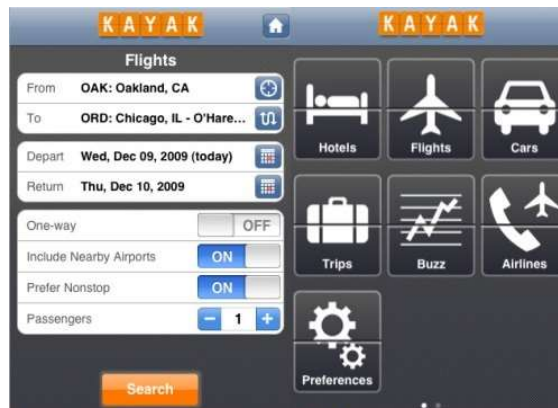 KAYAK
Flights
From OAK: Oakland, CA
To ORD: Chicago, IL - O'Hare...
Depart Wed, Dec 09, 2009 (today)
Return Thu, Dec 10, 2009
One-way OFF
Include Nearby Airports ON
Prefer Nonstop ON
Passengers − 1 +
Search
KAYAK
Hotels Flights Cars
Trips Buzz Airlines
Preferences